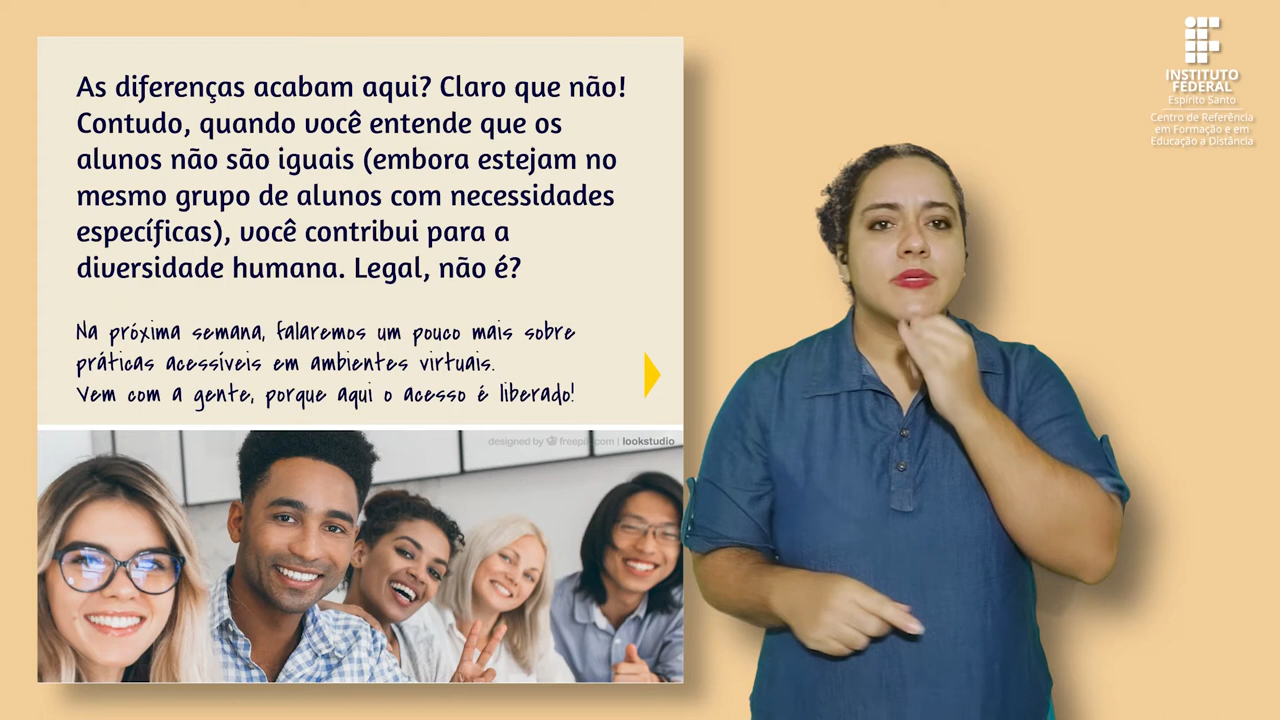 As diferenças acabam aqui? Claro que não!
Contudo, quando você entende que os
alunos não são iguais (embora estejam no
mesmo grupo de alunos com necessidades
específicas), você contribui para a
diversidade humana. Legal, não é?
Na próxima semana, falaremos um pouco mais sobre
práticas acessíveis em ambientes virtuais.
Vem com a gente, porque aqui o acesso é liberado!
designed by freepik.com | lookstudio
INSTITUTO
FEDERAL
Espírito Santo
Centro de Referência
em Formação e em
Educação a Distância